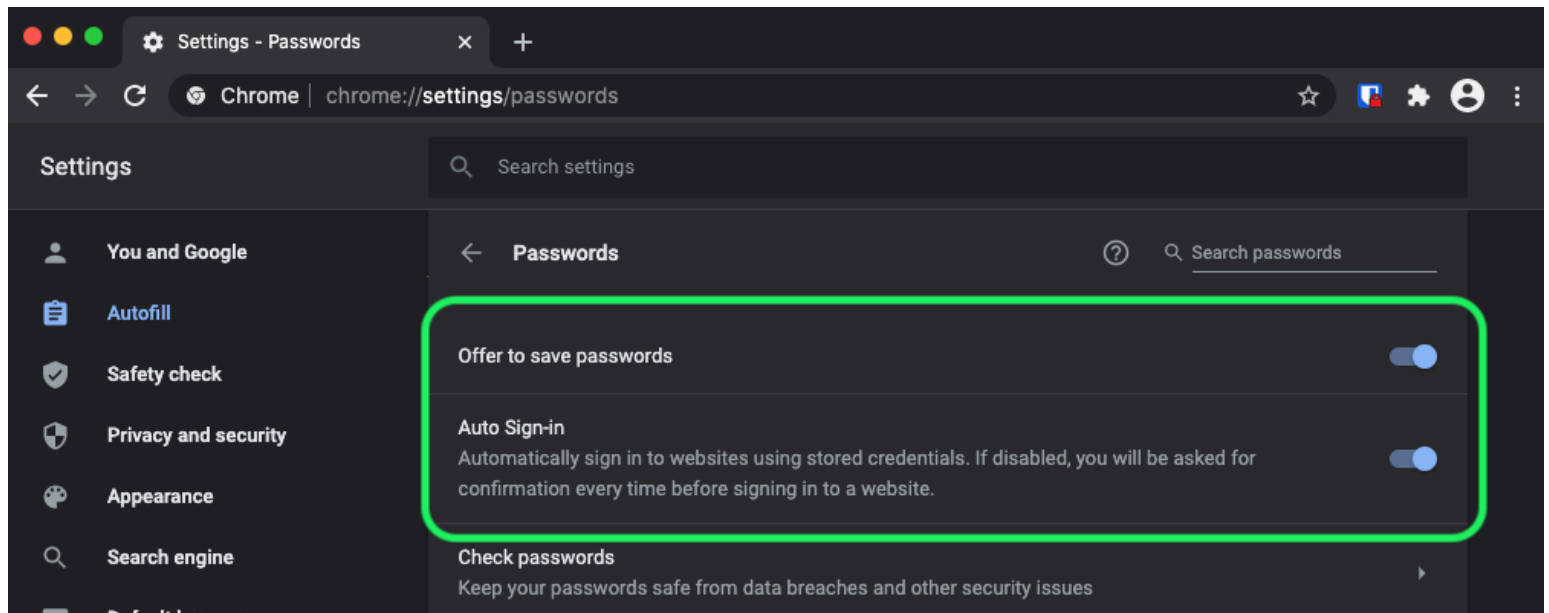 Settings - Passwords
Chrome | chrome://settings/passwords
Settings
Search settings
You and Google
Autofill
Safety check
Privacy and security
Appearance
Search engine
Passwords
Search passwords
Offer to save passwords
Auto Sign-in
Automatically sign in to websites using stored credentials. If disabled, you will be asked for
confirmation every time before signing in to a website.
Check passwords
Keep your passwords safe from data breaches and other security issues